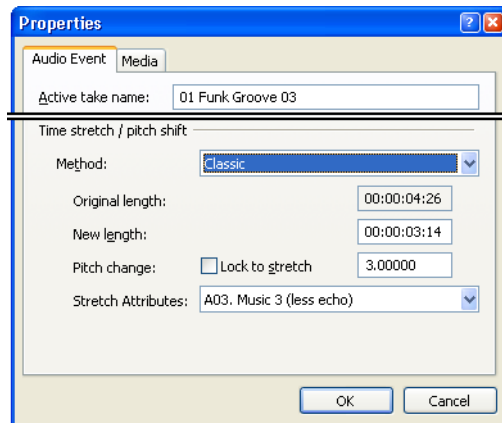 Properties
Audio Event Media
Active take name: 01 Funk Groove 03
Time stretch / pitch shift
Method: Classic
Original length: 00:00:04:26
New length: 00:00:03:14
Pitch change: Lock to stretch 3.00000
Stretch Attributes: A03. Music 3 (less echo)
OK Cancel